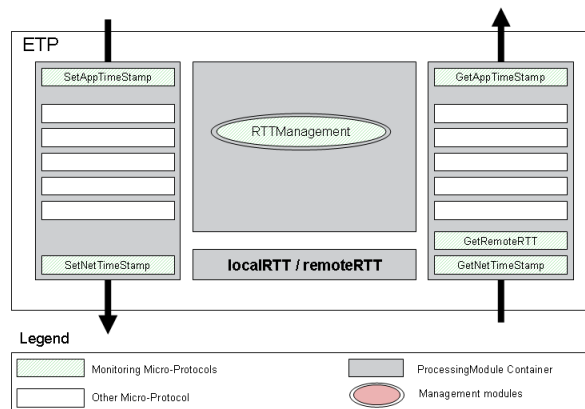 ETP
SetAppTimeStamp
GetAppTimeStamp
RTTManagement
GetRemoteRTT
SetNetTimeStamp
localRTT / remoteRTT
GetNetTimeStamp
Legend
Monitoring Micro-Protocols
ProcessingModule Container
Other Micro-Protocol
Management modules